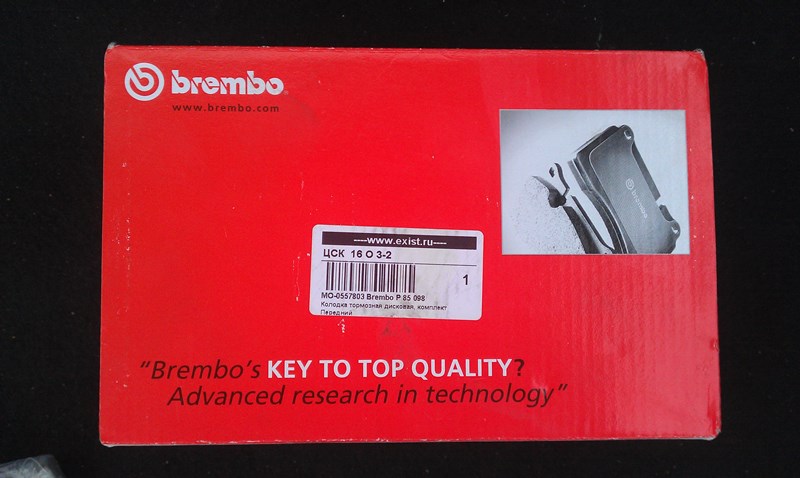 brembo
www.brembo.com
brembo
----www.exist.ru----
ЦСК 16 О 3-2
1
MO-0557803 Brembo P 85 098
Колодка тормозная дисковая, комплект
Передний
"Brembo's KEY TO TOP QUALITY?
Advanced research in technology"